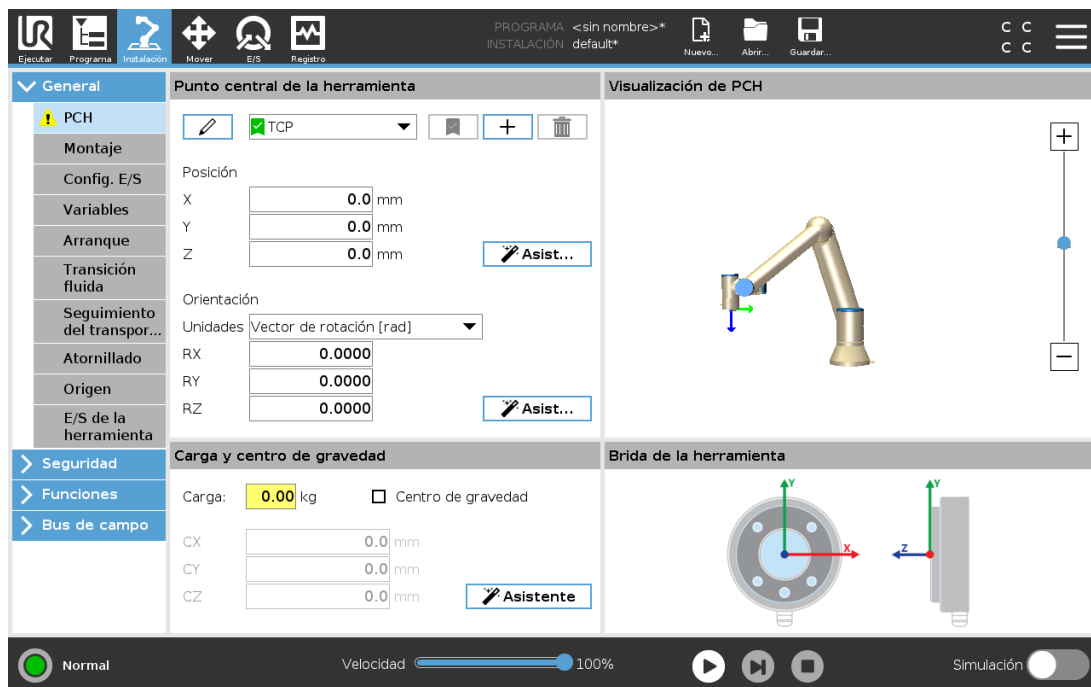 PROGRAMA <sin nombre>*
INSTALACIÓN default*
UR
Ejecutar Programa Instalación Mover E/S Registro
Nuevo... Abrir... Guardar...
C C
C C
General
PCH
Montaje
Config. E/S
Variables
Arranque
Transición
fluida
Seguimiento
del transpor...
Atornillado
Origen
E/S de la
herramienta
Seguridad
Funciones
Bus de campo
Punto central de la herramienta
TCP
Posición
X 0.0 mm
Y 0.0 mm
Z 0.0 mm
Asist...
Orientación
Unidades Vector de rotación [rad]
RX 0.0000
RY 0.0000
RZ 0.0000
Asist...
Visualización de PCH
Carga y centro de gravedad
Carga: 0.00 kg Centro de gravedad
CX 0.0 mm
CY 0.0 mm
CZ 0.0 mm
Asistente
Brida de la herramienta
Y Y
X Z
Normal
Velocidad 100%
Simulación